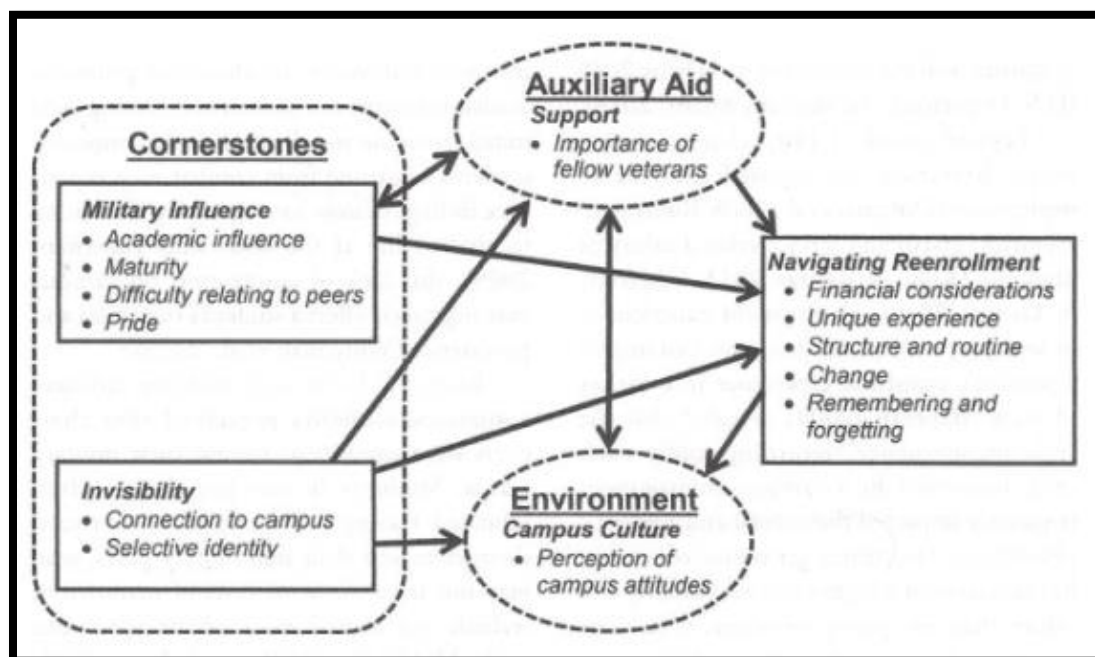 Cornerstones
Military Influence
• Academic influence
• Maturity
• Difficulty relating to peers
• Pride
Invisibility
• Connection to campus
• Selective identity
Auxiliary Aid
Support
• Importance of
fellow veterans
Environment
Campus Culture
• Perception of
campus attitudes
Navigating Reenrollment
• Financial considerations
• Unique experience
• Structure and routine
• Change
• Remembering and
forgetting